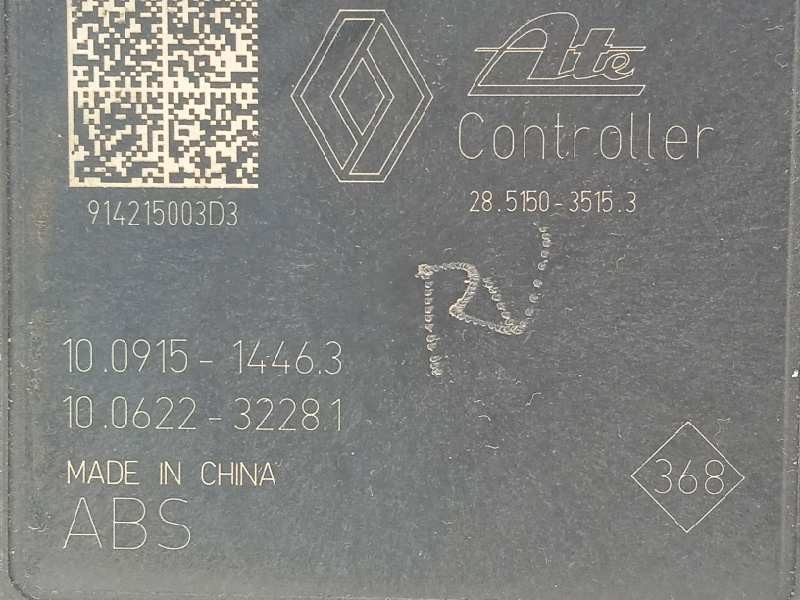 Ate
Controller
914215003D3
28.5150-3515.3
RV
10.0915-1446.3
10.0622-3228.1
MADE IN CHINA
ABS
368